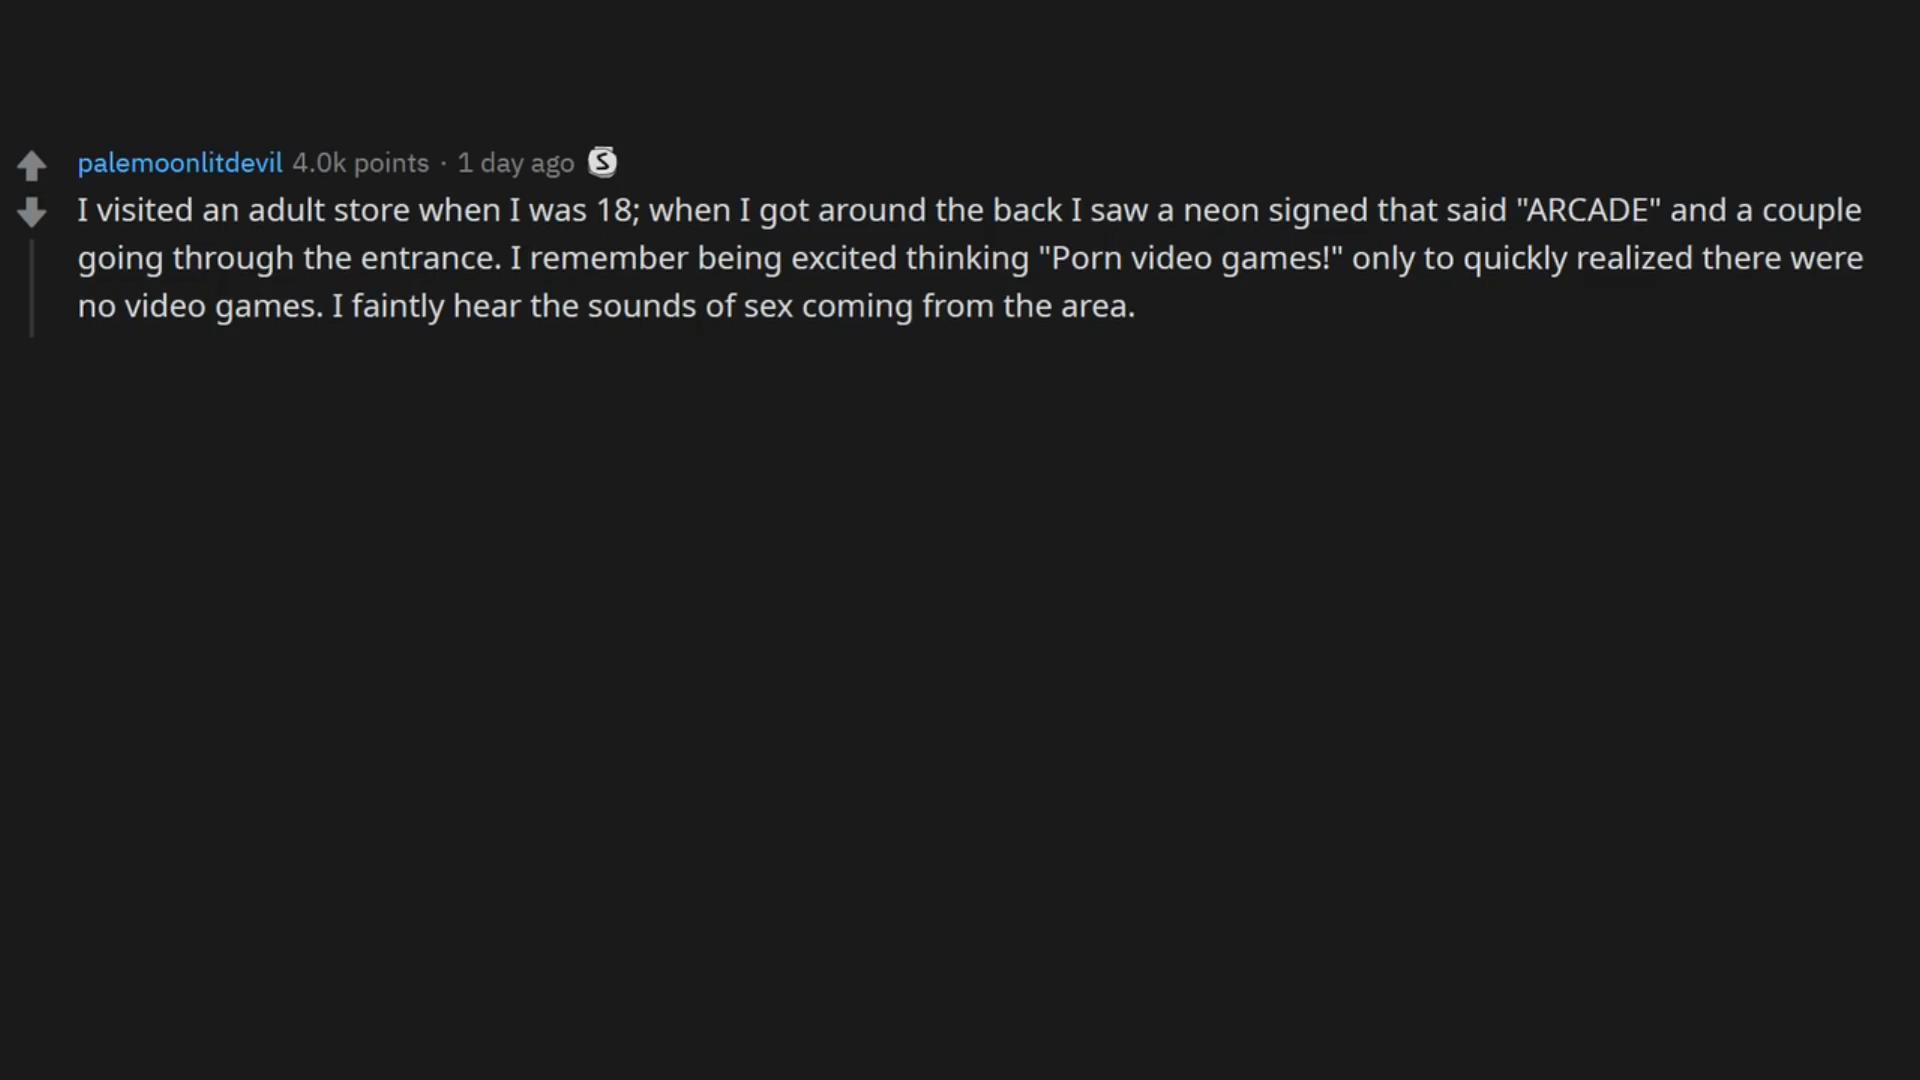 palemoonlitdevil 4.0k points · 1 day ago S
I visited an adult store when I was 18; when I got around the back I saw a neon signed that said "ARCADE" and a couple
going through the entrance. I remember being excited thinking "Porn video games!" only to quickly realized there were
no video games. I faintly hear the sounds of sex coming from the area.